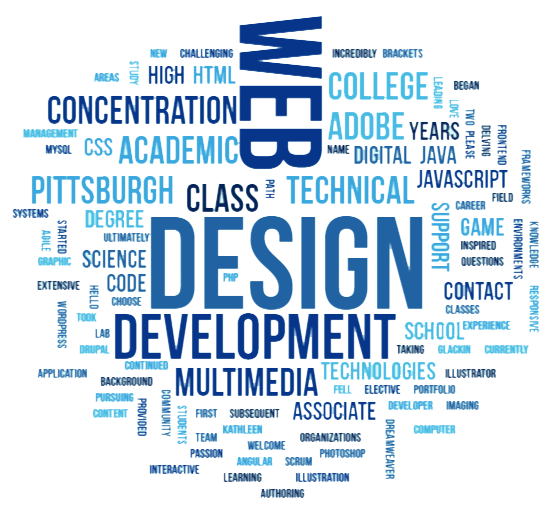 WEB
NEW CHALLENGING INCREDIBLY BRACKETS
AREAS STUDY HIGH HTML COLLEGE LEADING BEGAN
CONCENTRATION LOVE
MANAGEMENT ADOBE YEARS TWO PLEASE DELVING FRONTEND
MYSQL CSS ACADEMIC NAME DIGITAL JAVA FRAMEWORKS
PITTSBURGH CLASS PATH TECHNICAL JAVASCRIPT
FIELD
SYSTEMS DEGREE CAREER
STARTED AGILE ULTIMATELY DESIGN SUPPORT GAME ENVIRONMENTS KNOWLEDGE
GRAPHIC SCIENCE INSPIRED
QUESTIONS
EXTENSIVE HELLO CODE PHP CONTACT RESPONSIVE
CHOOSE CLASSES
WORDPRESS TOOK DEVELOPMENT SCHOOL EXPERIENCE
LAB
DRUPAL TAKING GLACKIN CURRENTLY
CONTINUED
APPLICATION BACKGROUND MULTIMEDIA TECHNOLOGIES ILLUSTRATOR
PURSUING FELL ELECTIVE PORTFOLIO
CONTENT PROVIDED COMMUNITY STUDENTS FIRST SUBSEQUENT ASSOCIATE DEVELOPER IMAGING
KATHLEEN DREAMWEAVER COMPUTER
TEAM ORGANIZATIONS
PASSION WELCOME PHOTOSHOP
INTERACTIVE ANGULAR SCRUM
LEARNING ILLUSTRATION
AUTHORING